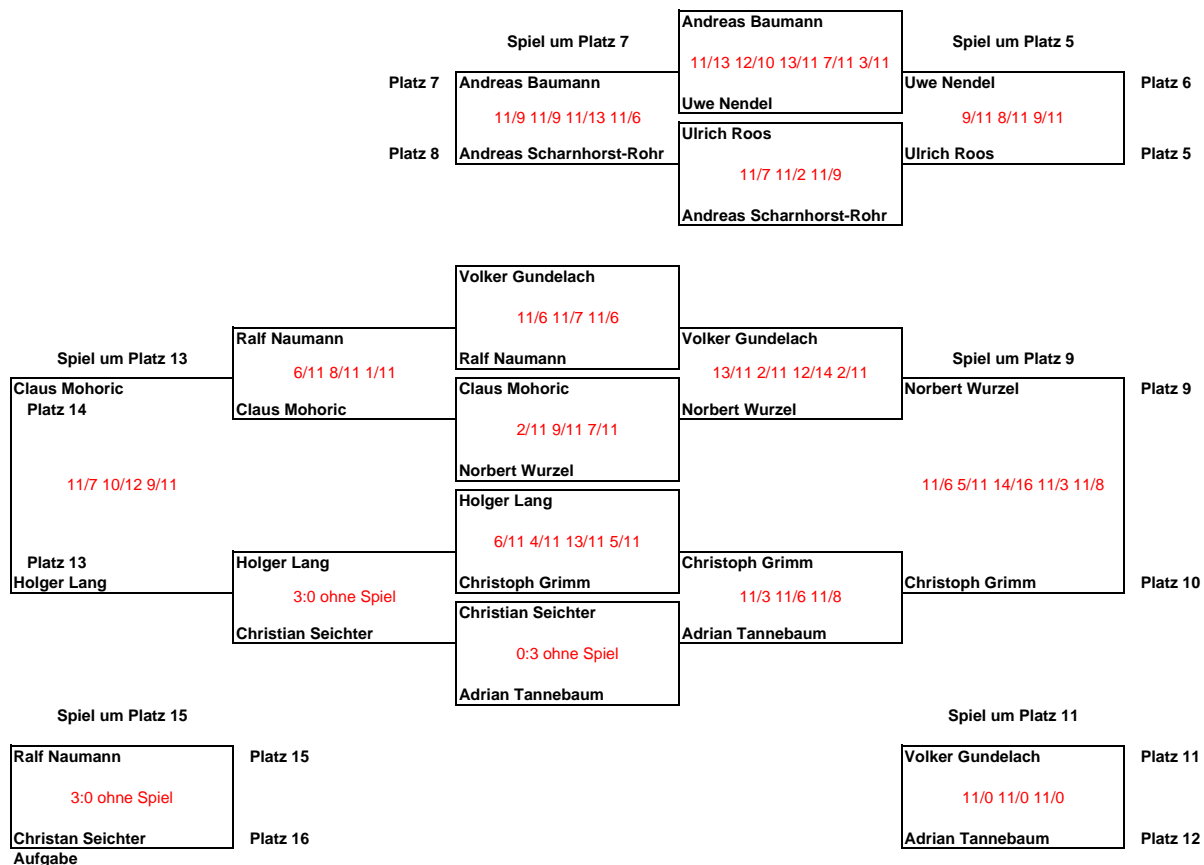 Andreas Baumann
Spiel um Platz 7
Spiel um Platz 5
11/13 12/10 13/11 7/11 3/11
Platz 7 Andreas Baumann
Uwe Nendel Platz 6
Uwe Nendel
11/9 11/9 11/13 11/6
9/11 8/11 9/11
Ulrich Roos
Platz 8 Andreas Scharnhorst-Rohr
Ulrich Roos Platz 5
11/7 11/2 11/9
Andreas Scharnhorst-Rohr
Volker Gundelach
11/6 11/7 11/6
Ralf Naumann
Volker Gundelach
Spiel um Platz 13
Ralf Naumann
Spiel um Platz 9
6/11 8/11 1/11
13/11 2/11 12/14 2/11
Claus Mohoric
Claus Mohoric
Norbert Wurzel Platz 9
Platz 14
Claus Mohoric
Norbert Wurzel
2/11 9/11 7/11
Norbert Wurzel
11/7 10/12 9/11
11/6 5/11 14/16 11/3 11/8
Holger Lang
6/11 4/11 13/11 5/11
Platz 13
Holger Lang
Christoph Grimm
Holger Lang
Christoph Grimm
Christoph Grimm Platz 10
3:0 ohne Spiel
11/3 11/6 11/8
Christian Seichter
Christian Seichter
Adrian Tannebaum
0:3 ohne Spiel
Adrian Tannebaum
Spiel um Platz 15
Spiel um Platz 11
Ralf Naumann Platz 15
Volker Gundelach Platz 11
3:0 ohne Spiel
11/0 11/0 11/0
Christan Seichter Platz 16
Adrian Tannebaum Platz 12
Aufgabe